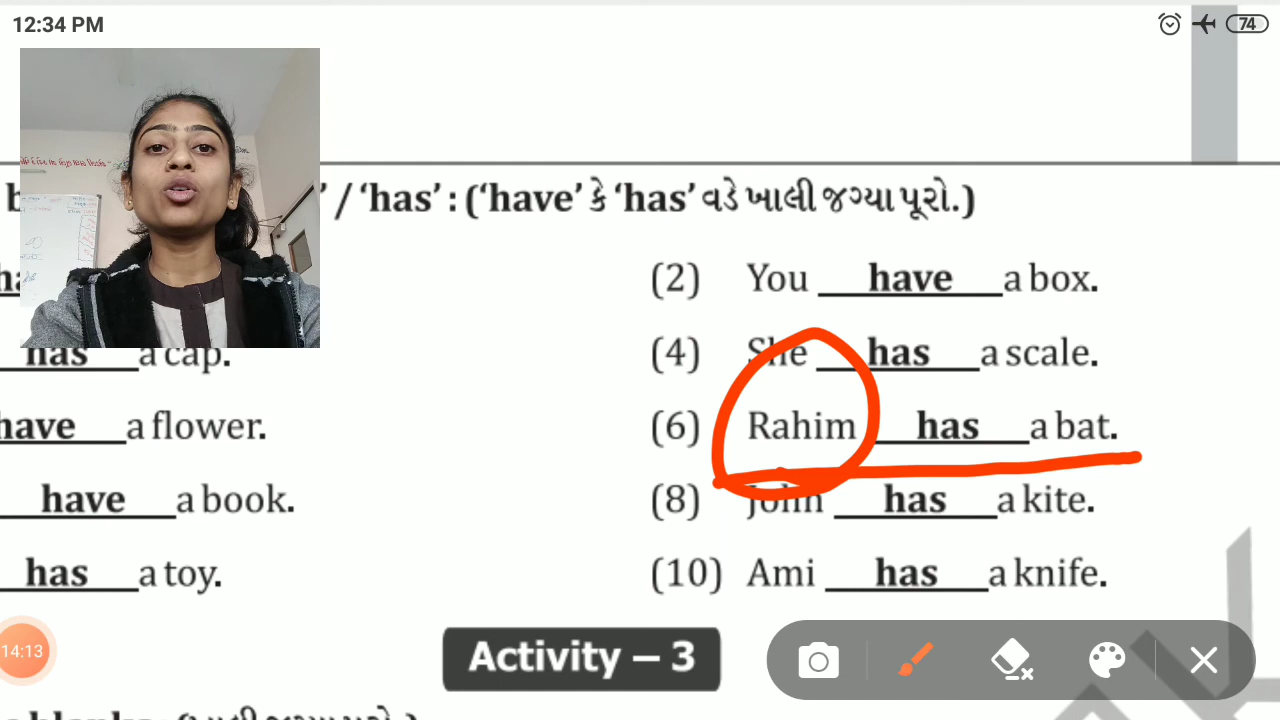 12:34 PM
74
' / 'has' : ('have' કે 'has' વડે ખાલી જગ્યા પૂરો.)
(2) You have a box.
has a cap. (4) She has a scale.
have a flower. (6) Rahim has a bat.
have a book. (8) John has a kite.
has a toy. (10) Ami has a knife.
14:13
Activity – 3